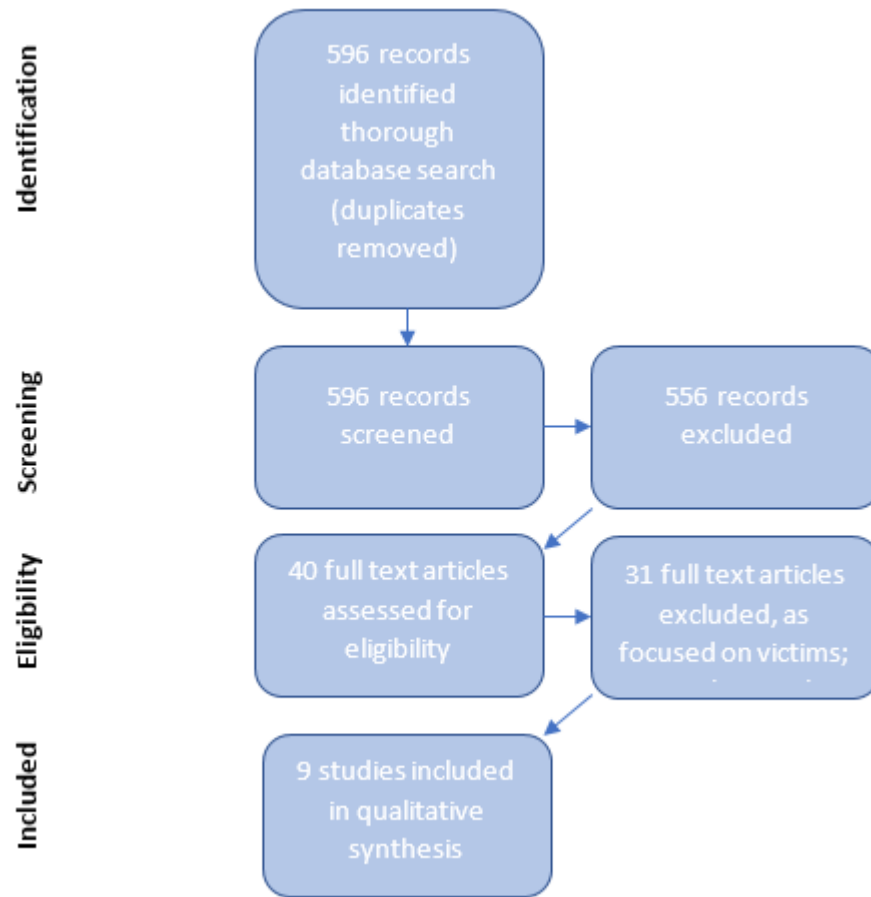 Identification
596 records
identified
thorough
database search
(duplicates
removed)
Screening
596 records
screened
556 records
excluded
Eligibility
40 full text articles
assessed for
eligibility
31 full text articles
excluded, as
focused on victims;
Included
9 studies included
in qualitative
synthesis